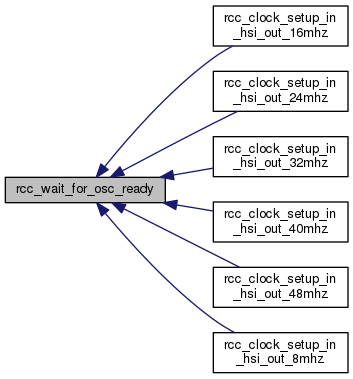 rcc_clock_setup_in
_hsi_out_16mhz
rcc_clock_setup_in
_hsi_out_24mhz
rcc_clock_setup_in
_hsi_out_32mhz
rcc_wait_for_osc_ready
rcc_clock_setup_in
_hsi_out_40mhz
rcc_clock_setup_in
_hsi_out_48mhz
rcc_clock_setup_in
_hsi_out_8mhz